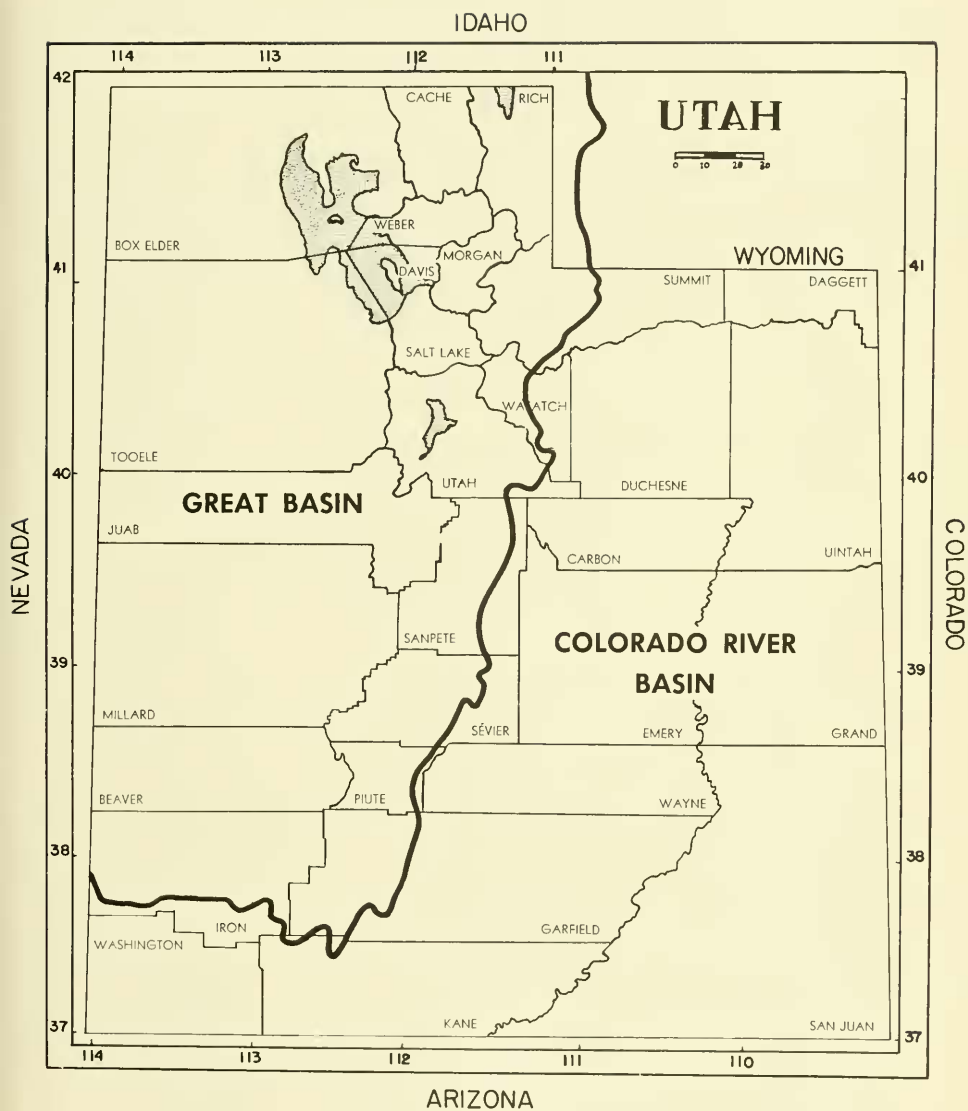 IDAHO
114 113 112 111
42
CACHE RICH
UTAH
0 10 20 30
WEBER
BOX ELDER MORGAN WYOMING
41 DAVIS SUMMIT DAGGETT 41
SALT LAKE
WASATCH
TOOELE
40 UTAH DUCHESNE 40
GREAT BASIN
JUAB
CARBON UINTAH
NEVADA
COLORADO
SANPETE COLORADO RIVER
BASIN
39 39
MILLARD SÉVIER EMERY GRAND
BEAVER PIUTE WAYNE
38 38
IRON GARFIELD
WASHINGTON
37 KANE SAN JUAN 37
114 113 112 111 110
ARIZONA